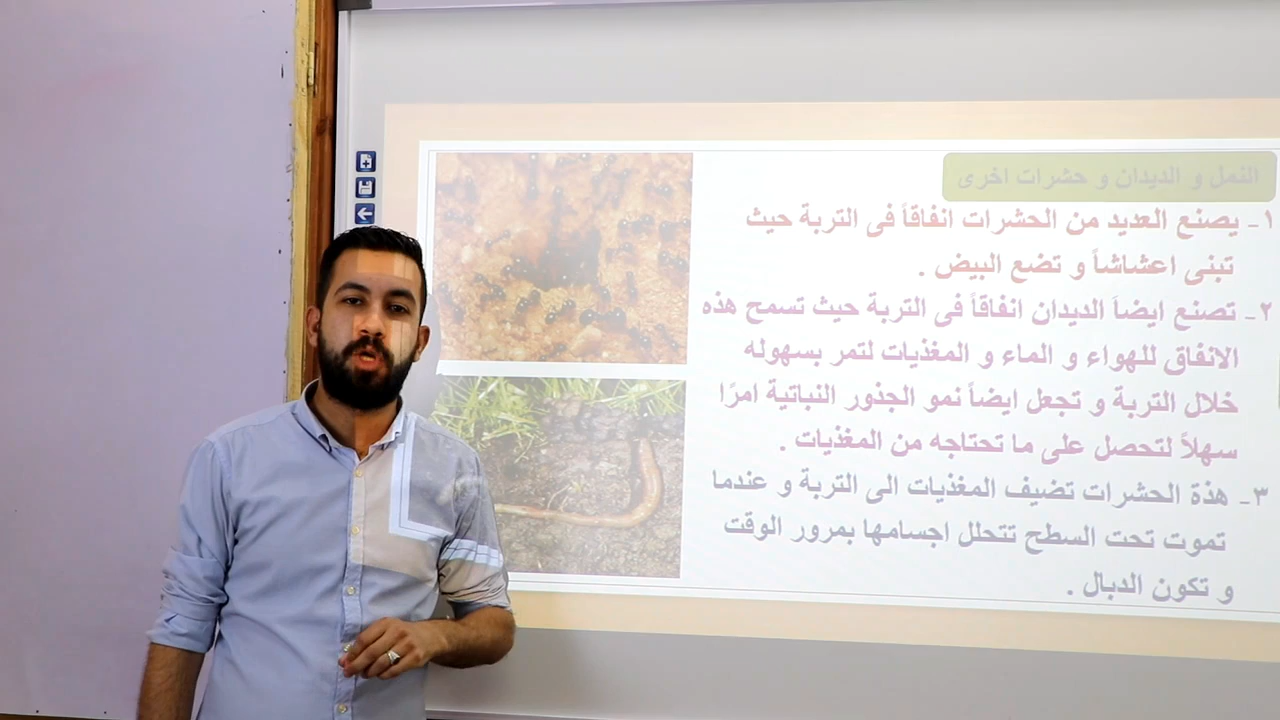 النمل و الديدان و حشرات اخرى
١- يصنع العديد من الحشرات انفاقاً فى التربة حيث
تبنى اعشاشاً و تضع البيض .
٢- تصنع ايضاَ الديدان انفاقاً فى التربة حيث تسمح هذه
الانفاق للهواء و الماء و المغذيات لتمر بسهوله
خلال التربة و تجعل ايضاً نمو الجذور النباتية امرًا
سهلاً لتحصل على ما تحتاجه من المغذيات .
٣- هذة الحشرات تضيف المغذيات الى التربة و عندما
تموت تحت السطح تتحلل اجسامها بمرور الوقت
و تكون الدبال .